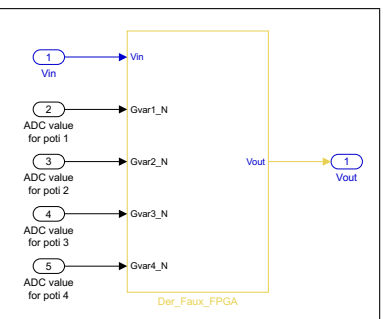 1
Vin
Vin
2
ADC value
for poti 1
Gvar1_N
3
ADC value
for poti 2
Gvar2_N
Vout
1
Vout
4
ADC value
for poti 3
Gvar3_N
5
ADC value
for poti 4
Gvar4_N
Der_Faux_FPGA